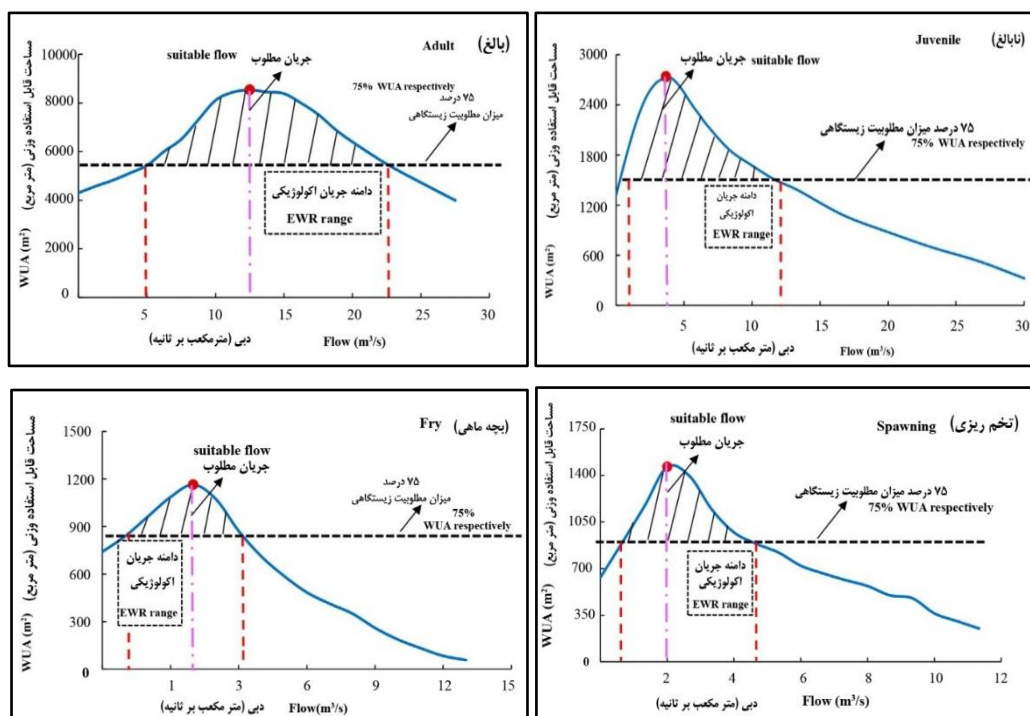 (بالغ)
Adult
suitable flow
جریان مطلوب
75% WUA respectively
۷۵ درصد
میزان مطلوبیت زیستگاهی
دامنه جریان اکولوژیکی
EWR range
مساحت قابل استفاده وزنی (متر مربع)
WUA (m²)
10000
8000
6000
4000
2000
0
5
10
15
20
25
30
دبی (مترمکعب بر ثانیه)
Flow (m³/s)
(نابالغ)
Juvenile
جریان مطلوب
suitable flow
۷۵ درصد میزان مطلوبیت زیستگاهی
75% WUA respectively
دامنه جریان
اکولوژیکی
EWR range
مساحت قابل استفاده وزنی (متر مربع)
WUA (m²)
3000
2400
1800
1200
600
0
5
10
15
20
25
30
دبی (مترمکعب بر ثانیه)
Flow (m³/s)
(بچه ماهی)
Fry
suitable flow
جریان مطلوب
۷۵ درصد
میزان مطلوبیت زیستگاهی
75%
WUA respectively
دامنه جریان
اکولوژیکی
EWR range
مساحت قابل استفاده وزنی (متر مربع)
WUA (m²)
1500
1200
900
600
300
0
1
3
6
9
12
15
دبی (مترمکعب بر ثانیه)
Flow(m³/s)
(تخم ریزی)
Spawning
suitable flow
جریان مطلوب
۷۵ درصد میزان مطلوبیت زیستگاهی
75% WUA respectively
دامنه جریان
اکولوژیکی
EWR range
مساحت قابل استفاده وزنی (متر مربع)
WUA (m²)
1750
1400
1050
700
350
0
0
2
4
6
8
10
12
دبی (مترمکعب بر ثانیه)
Flow (m³/s)